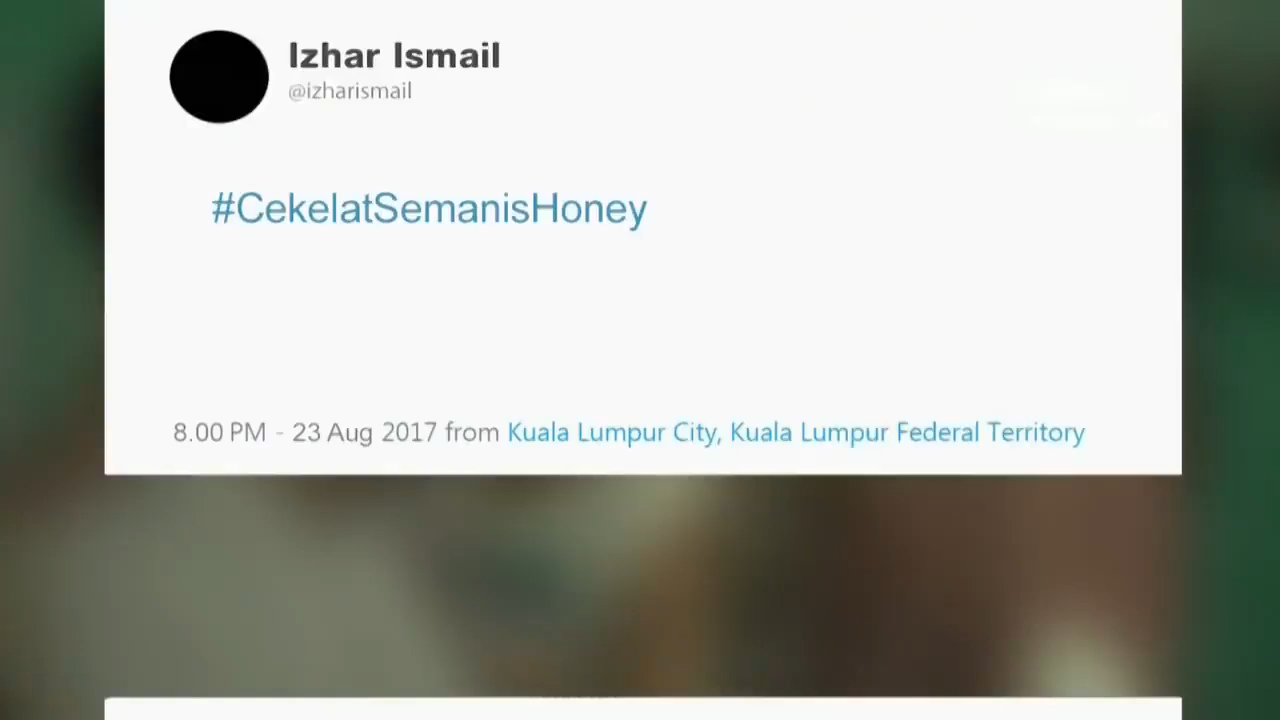 Izhar Ismail
@izharismail
#CekelatSemanisHoney
8.00 PM - 23 Aug 2017 from Kuala Lumpur City, Kuala Lumpur Federal Territory